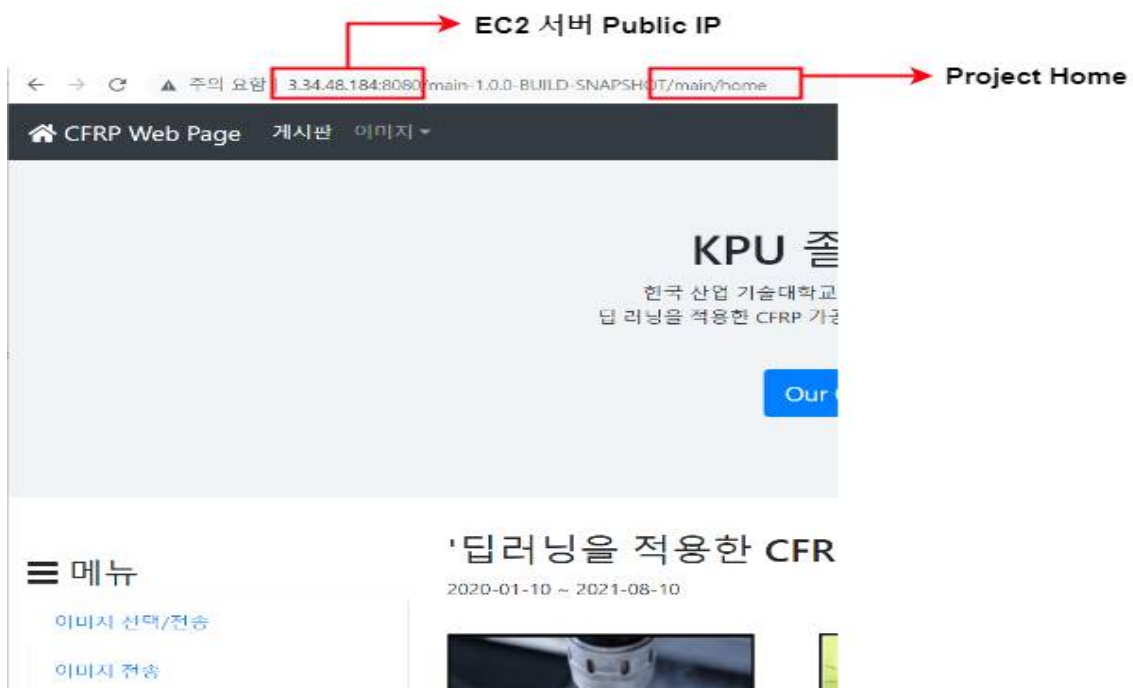 EC2 서버 Public IP
주의 요함 3.34.48.184:8080/main-1.0.0-BUILD-SNAPSHOT/main/home
Project Home
CFRP Web Page 게시판 이미지
KPU 졸
한국 산업 기술대학교
딥 러닝을 적용한 CFRP 가공
Our
'딥러닝을 적용한 CFR
메뉴
2020-01-10 ~ 2021-08-10
이미지 선택/전송
이미지 전송